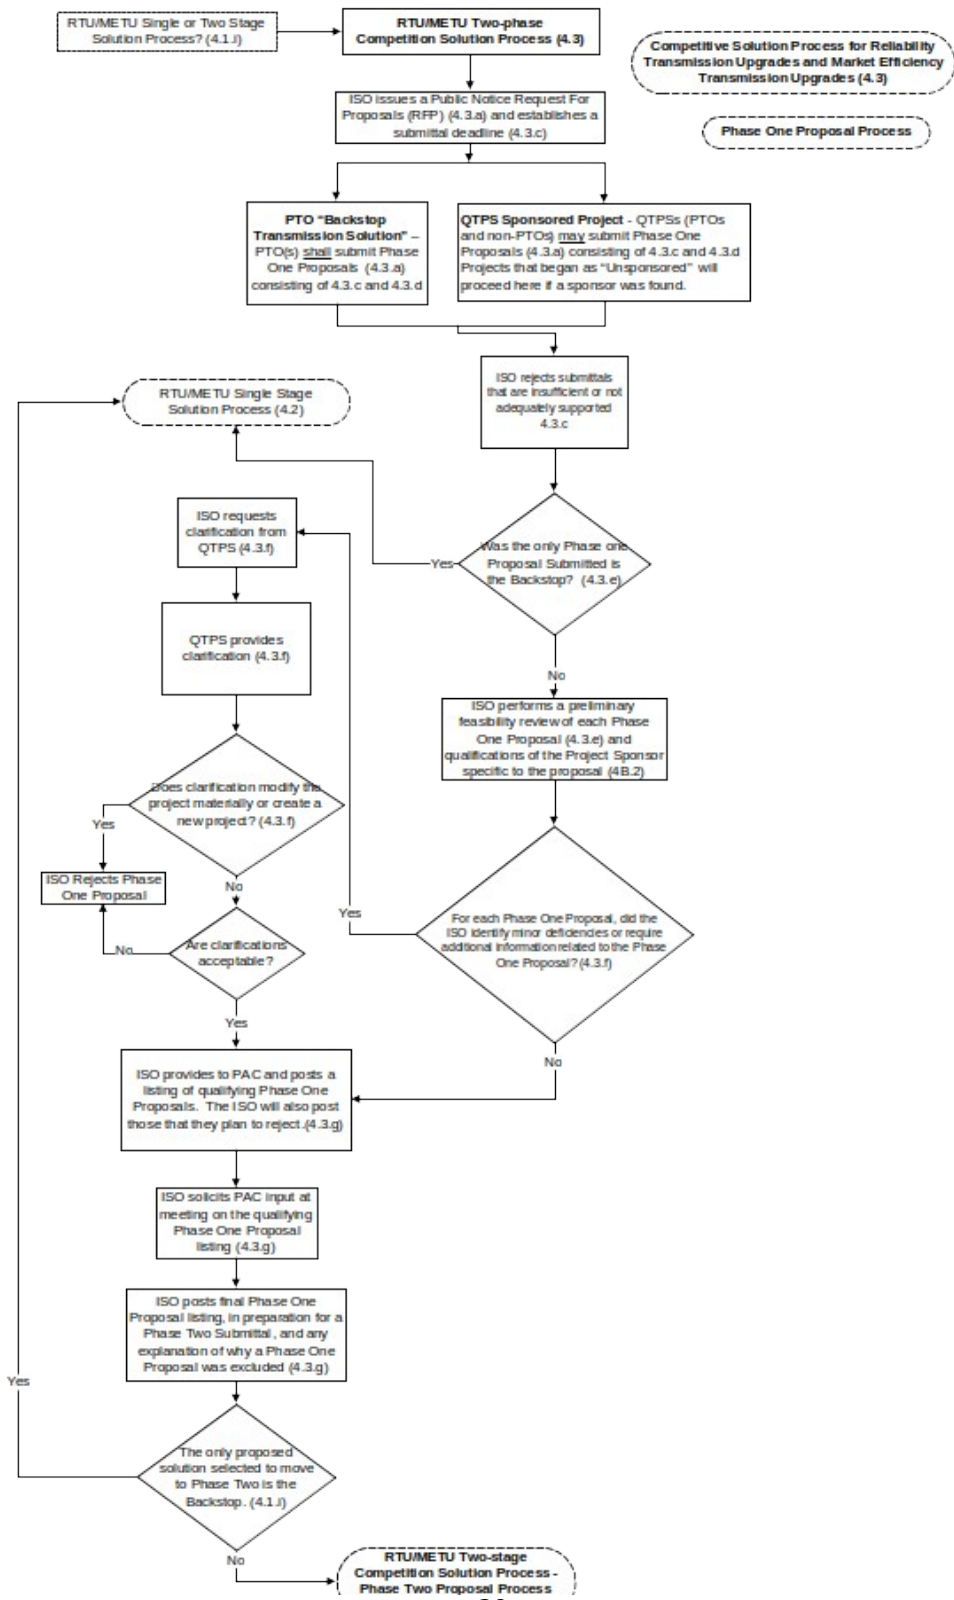 RTU/METU Single or Two Stage
Solution Process? (4.1.i)
RTU/METU Two-phase
Competition Solution Process (4.3)
Competitive Solution Process for Reliability
Transmission Upgrades and Market Efficiency
Transmission Upgrades (4.3)
Phase One Proposal Process
ISO issues a Public Notice Request For
Proposals (RFP) (4.3.a) and establishes a
submittal deadline (4.3.c)
PTO "Backstop
Transmission Solution" –
PTO(s) shall submit Phase
One Proposals (4.3.a)
consisting of 4.3.c and 4.3.d
QTPS Sponsored Project - QTPSs (PTOs
and non-PTOs) may submit Phase One
Proposals (4.3.a) consisting of 4.3.c and 4.3.d
Projects that began as "Unsponsored" will
proceed here if a sponsor was found.
ISO rejects submittals
that are insufficient or not
adequately supported
4.3.c
RTU/METU Single Stage
Solution Process (4.2)
Was the only Phase one
Proposal Submitted is
the Backstop? (4.3.e)
Yes
No
ISO requests
clarification from
QTPS (4.3.f)
QTPS provides
clarification (4.3.f)
ISO performs a preliminary
feasibility review of each Phase
One Proposal (4.3.e) and
qualifications of the Project Sponsor
specific to the proposal (4B.2)
Does clarification modify the
project materially or create a
new project? (4.3.f)
Yes
No
ISO Rejects Phase
One Proposal
For each Phase One Proposal, did the
ISO identify minor deficiencies or require
additional information related to the Phase
One Proposal? (4.3.f)
Yes
No
Are clarifications
acceptable?
No
Yes
ISO provides to PAC and posts a
listing of qualifying Phase One
Proposals. The ISO will also post
those that they plan to reject.(4.3.g)
ISO solicits PAC input at
meeting on the qualifying
Phase One Proposal
listing (4.3.g)
ISO posts final Phase One
Proposal listing, in preparation for a
Phase Two Submittal, and any
explanation of why a Phase One
Proposal was excluded (4.3.g)
Yes
The only proposed
solution selected to move
to Phase Two is the
Backstop. (4.1.i)
No
RTU/METU Two-stage
Competition Solution Process -
Phase Two Proposal Process